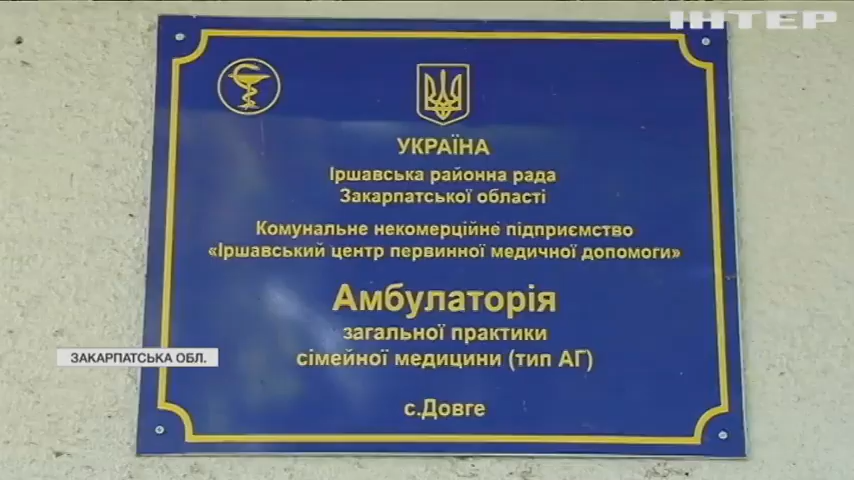 ІНТЕР
УКРАЇНА
Іршавська районна рада
Закарпатської області
Комунальне некомерційне підприємство
«Іршавський центр первинної медичної допомоги»
Амбулаторія
загальної практики
сімейної медицини (тип АГ)
с.Довге
ЗАКАРПАТСЬКА ОБЛ.